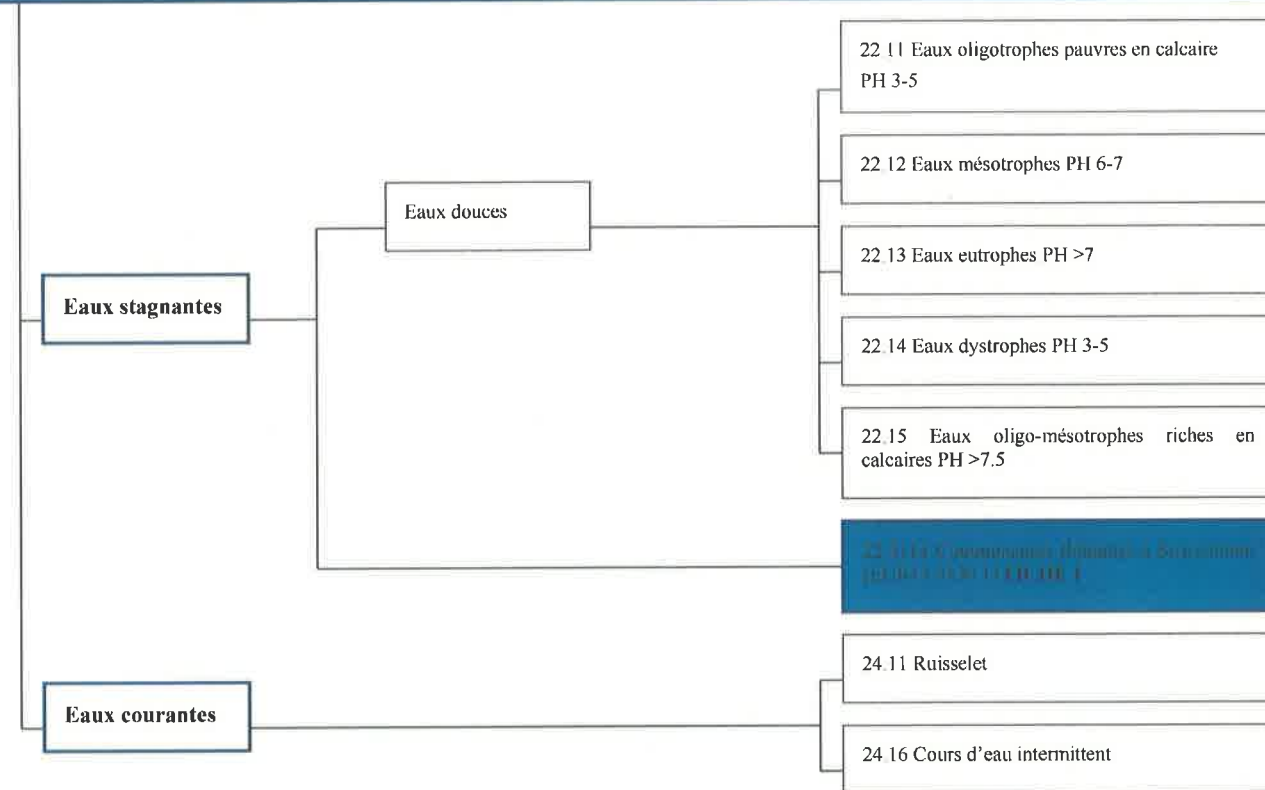 22.11 Eaux oligotrophes pauvres en calcaire
PH 3-5
22.12 Eaux mésotrophes PH 6-7
Eaux douces
22.13 Eaux eutrophes PH >7
Eaux stagnantes
22.14 Eaux dystrophes PH 3-5
22.15 Eaux oligo-mésotrophes riches en
calcaires PH >7.5
24.11 Ruisselet
Eaux courantes
24.16 Cours d'eau intermittent